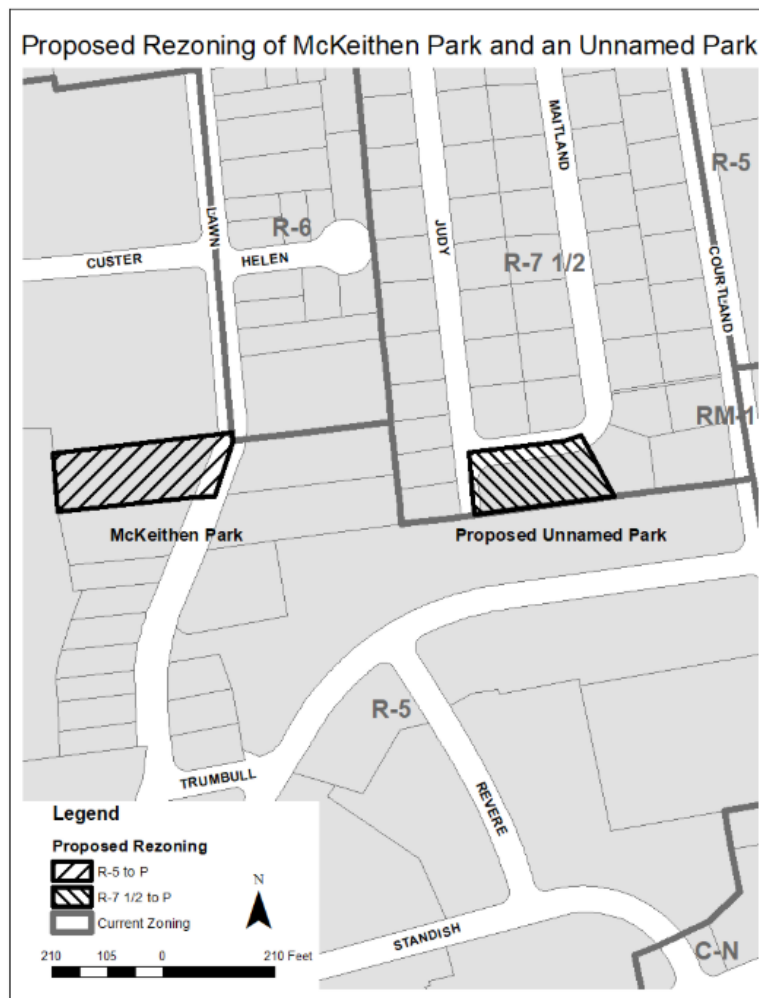 Proposed Rezoning of McKeithen Park and an Unnamed Park
MAITLAND
R-5
LAWN
R-6
JUDY
CUSTER
HELEN
R-7 1/2
COURTLAND
RM-1
McKeithen Park
Proposed Unnamed Park
R-5
TRUMBULL
REVERE
Legend
Proposed Rezoning
R-5 to P
R-7 1/2 to P
Current Zoning
N
210 105 0 210 Feet
STANDISH
C-N